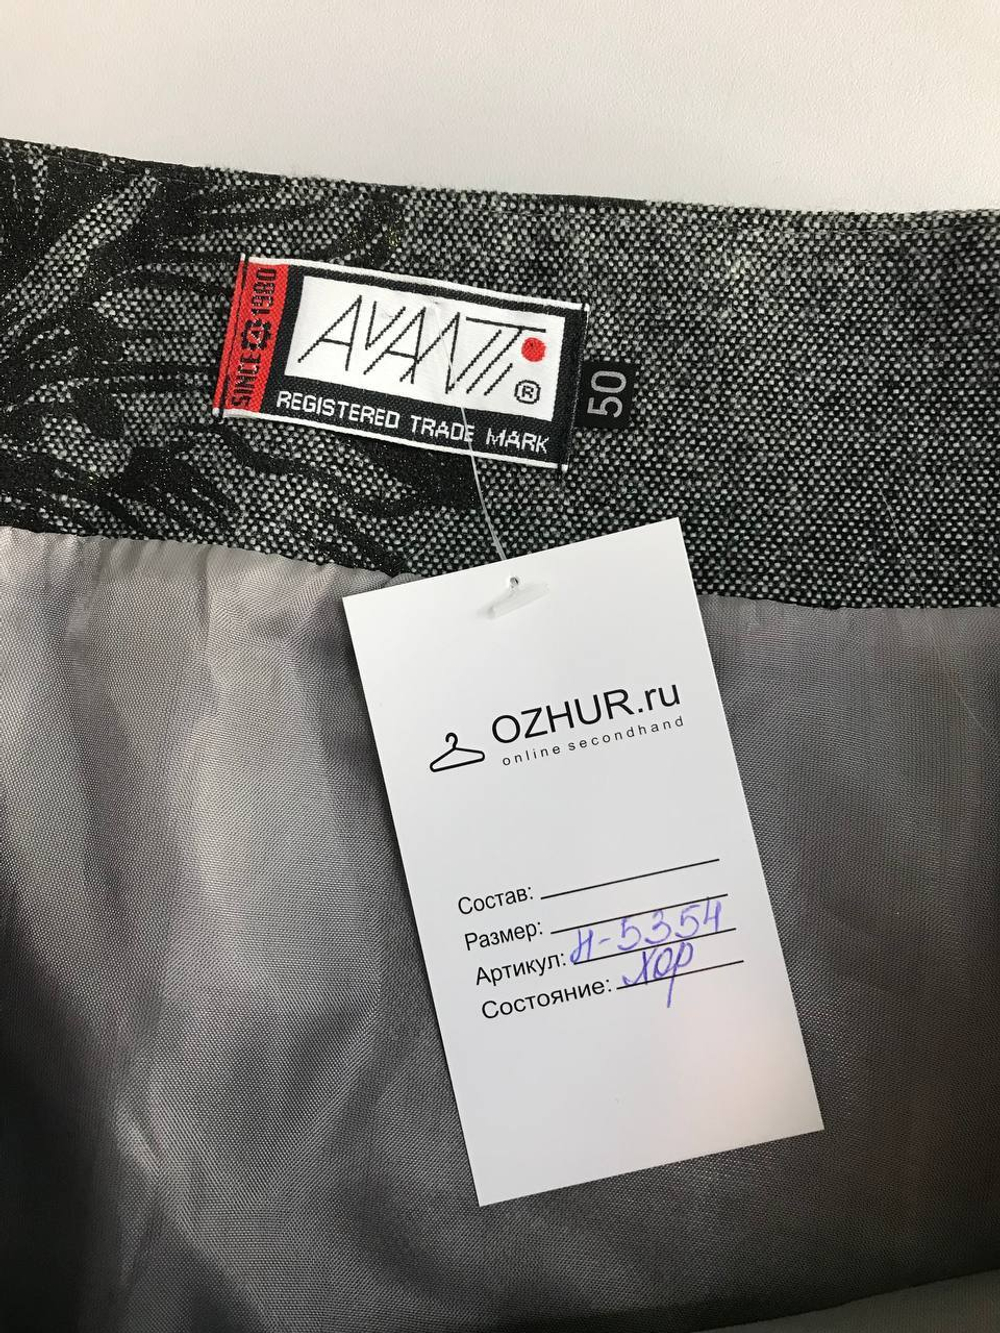 SINCE 1980
AVANTI
®
REGISTERED TRADE MARK
50
OZHUR.ru
online secondhand
Состав:
Размер:
Артикул: Н-5354
Состояние: Хор